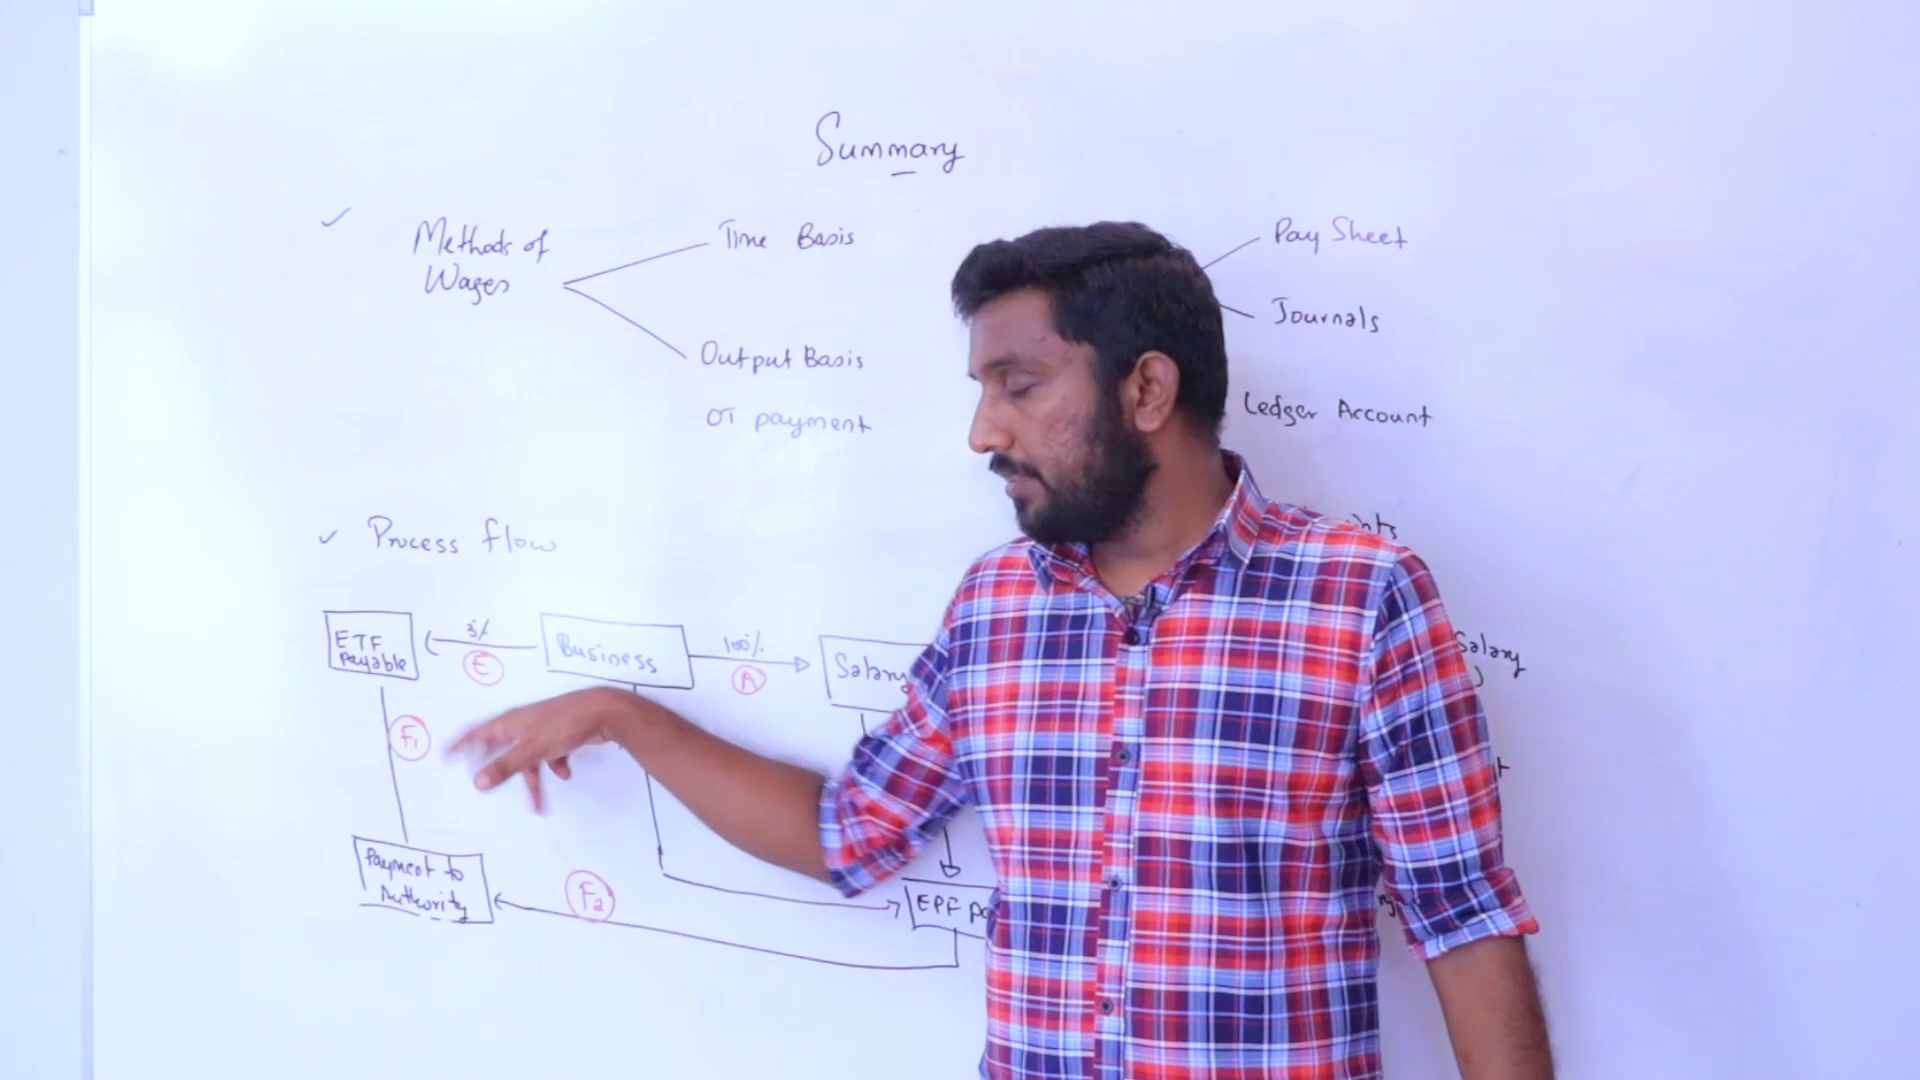 Summary
Methods of
Wages
Time Basis
Output Basis
OT payment
Pay Sheet
Journals
Ledger Account
Process flow
ETF
payable
3%
E
Business
100%
A
Salary
Salary
F1
Payment to
Authority
F2
EPF